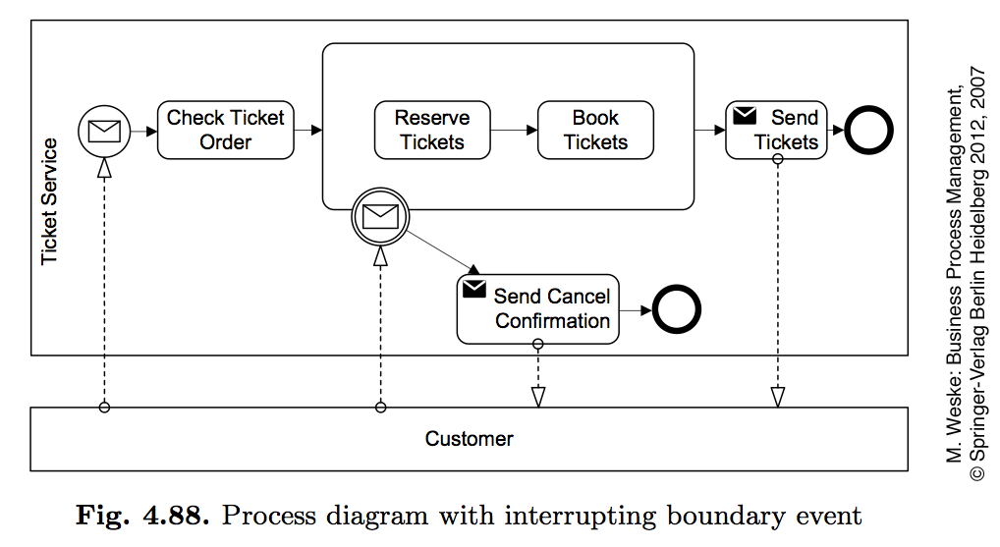 Ticket Service
Check Ticket
Order
Reserve
Tickets
Book
Tickets
Send
Tickets
Send Cancel
Confirmation
Customer
Fig. 4.88. Process diagram with interrupting boundary event
M. Weske: Business Process Management,
© Springer-Verlag Berlin Heidelberg 2012, 2007